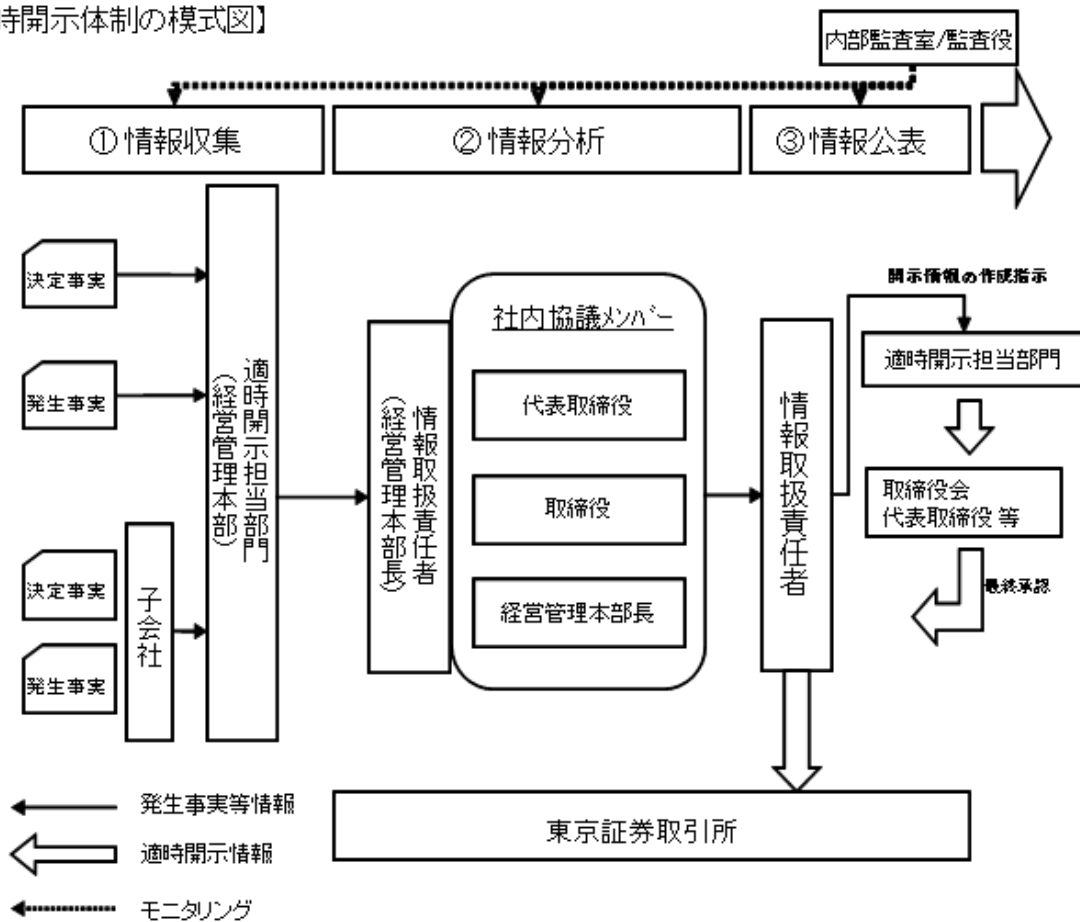 時開示体制の模式図】
内部監査室/監査役
①情報収集
②情報分析
③情報公表
決定事実
発生事実
決定事実
発生事実
子会社
適時開示担当部門
(経営管理本部)
情報取扱責任者
(経営管理本部長)
社内協議メンバー
代表取締役
取締役
経営管理本部長
情報取扱責任者
開示情報の作成指示
適時開示担当部門
取締役会
代表取締役 等
最終承認
東京証券取引所
発生事実等情報
適時開示情報
モニタリング